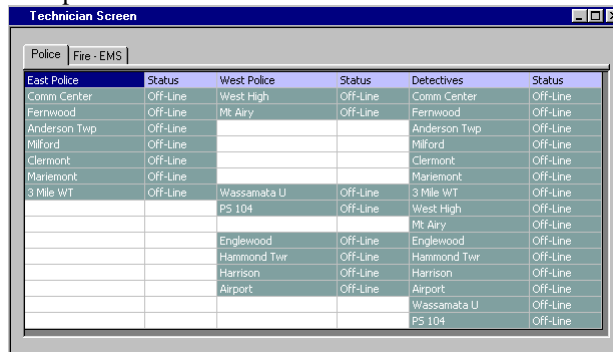 Technician Screen
Police Fire - EMS
East Police Status West Police Status Detectives Status
Comm Center Off-Line West High Off-Line Comm Center Off-Line
Fernwood Off-Line Mt Airy Off-Line Fernwood Off-Line
Anderson Twp Off-Line Anderson Twp Off-Line
Milford Off-Line Milford Off-Line
Clermont Off-Line Clermont Off-Line
Mariemont Off-Line Mariemont Off-Line
3 Mile WT Off-Line Wassamata U Off-Line 3 Mile WT Off-Line
PS 104 Off-Line West High Off-Line
Mt Airy Off-Line
Englewood Off-Line Englewood Off-Line
Hammond Twr Off-Line Hammond Twr Off-Line
Harrison Off-Line Harrison Off-Line
Airport Off-Line Airport Off-Line
Wassamata U Off-Line
PS 104 Off-Line